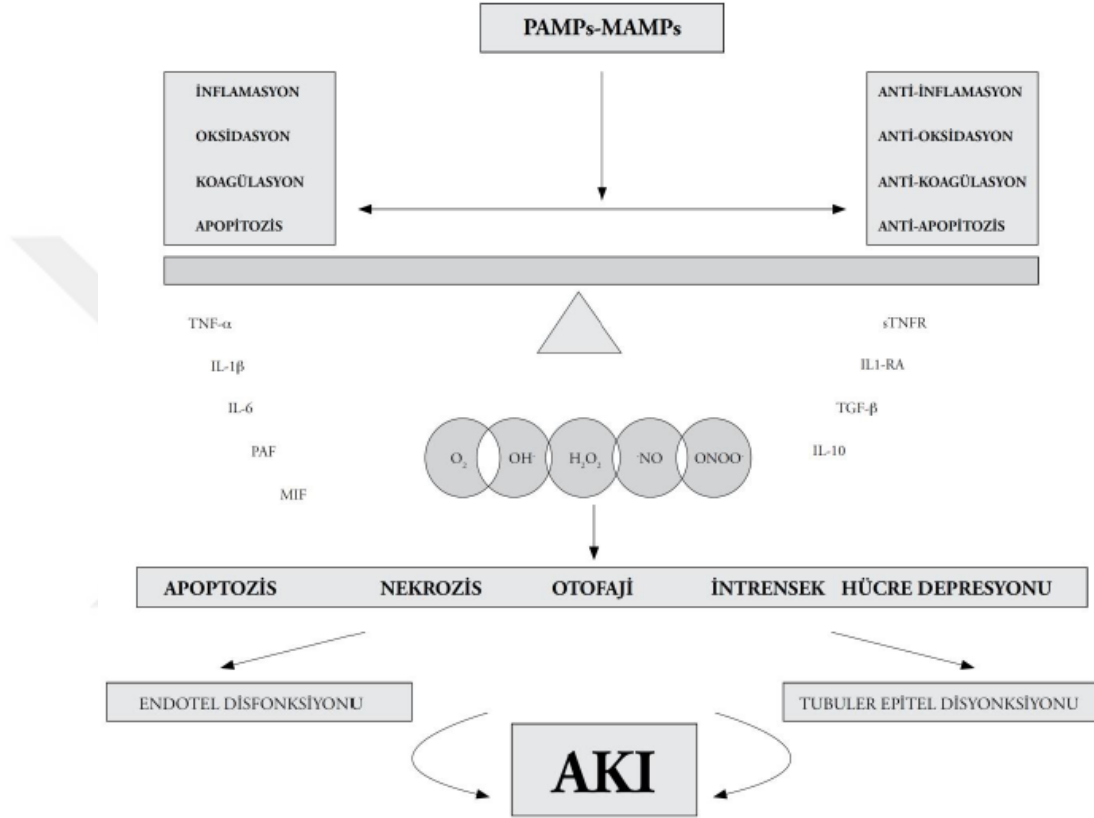 PAMPs-MAMPs
İNFLAMASYON
OKSİDASYON
KOAGÜLASYON
APOPİTOZİS
ANTİ-İNFLAMASYON
ANTİ-OKSİDASYON
ANTİ-KOAGÜLASYON
ANTİ-APOPİTOZİS
TNF-α
IL-1β
IL-6
PAF
MIF
sTNFR
IL1-RA
TGF-β
IL-10
O₂ OH· H₂O₂ ·NO ONOO·
APOPTOZİS NEKROZİS OTOFAJİ İNTRENSEK HÜCRE DEPRESYONU
ENDOTEL DİSFONKSİYONU
TUBULER EPİTEL DİSYONKSİYONU
AKI